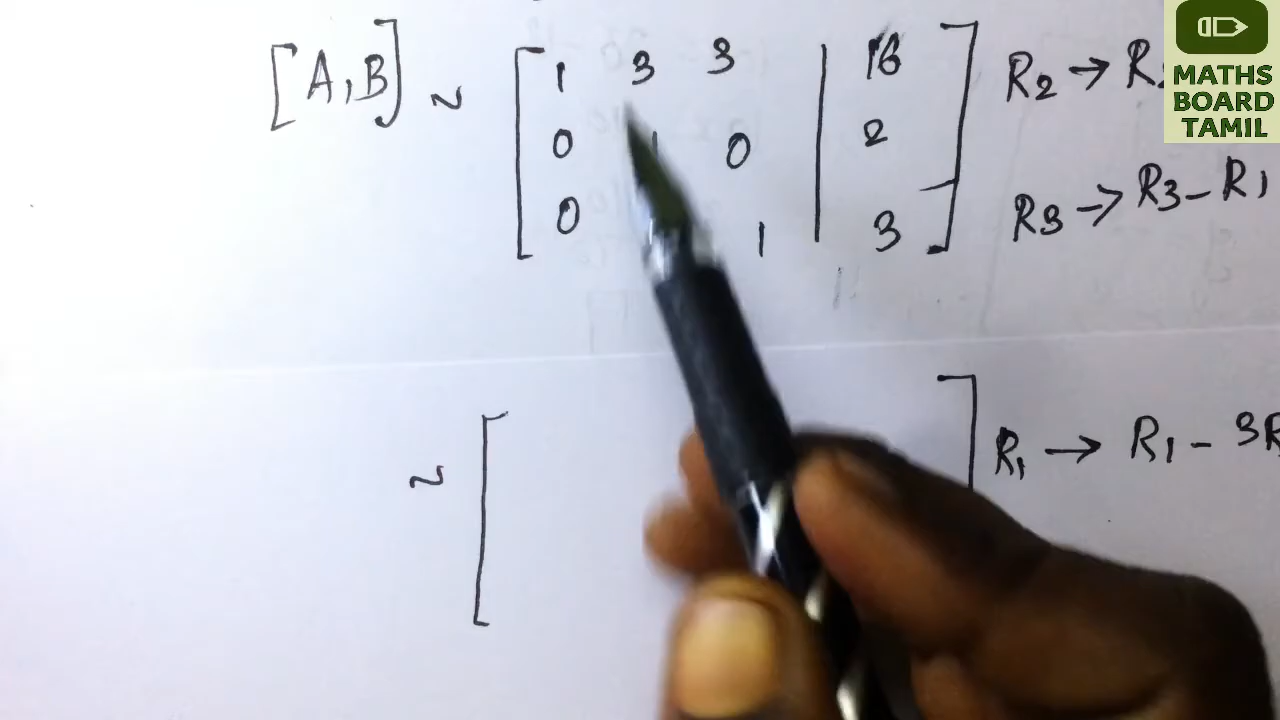 [A,B] ~ [ 1 3 3 | 16 ] R2 → R
0 1 0 | 2
0 1 | 3 R3 → R3 - R1
~ [ ] R1 → R1 - 3R
MATHS
BOARD
TAMIL